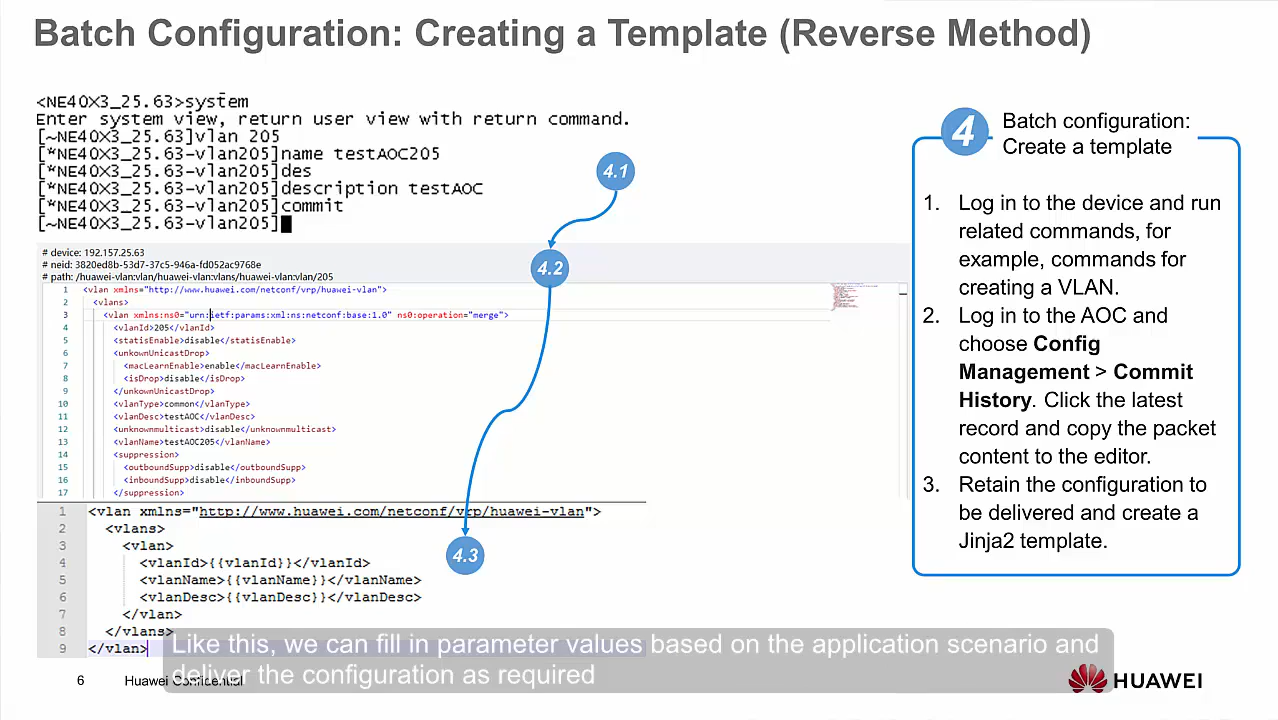 Batch Configuration: Creating a Template (Reverse Method)
<NE40X3_25.63>system
Enter system view, return user view with return command.
[~NE40X3_25.63]vlan 205
[*NE40X3_25.63-vlan205]name testAOC205
[*NE40X3_25.63-vlan205]des
[*NE40X3_25.63-vlan205]description testAOC
[*NE40X3_25.63-vlan205]commit
[~NE40X3_25.63-vlan205]
4.1
# device: 192.157.25.63
# neid: 3820ed8b-53d7-37c5-946a-fd052ac9768e
# path: /huawei-vlan:vlan/huawei-vlan:vlans/huawei-vlan:vlan/205
4.2
1 <vlan xmlns="http://www.huawei.com/netconf/vrp/huawei-vlan">
2 <vlans>
3 <vlan xmlns:ns0="urn:ietf:params:xml:ns:netconf:base:1.0" ns0:operation="merge">
4 <vlanId>205</vlanId>
5 <statisEnable>disable</statisEnable>
6 <unkownUnicastDrop>
7 <macLearnEnable>enable</macLearnEnable>
8 <isDrop>disable</isDrop>
9 </unkownUnicastDrop>
10 <vlanType>common</vlanType>
11 <vlanDesc>testAOC</vlanDesc>
12 <unknownmulticast>disable</unknownmulticast>
13 <vlanName>testAOC205</vlanName>
14 <suppression>
15 <outboundSupp>disable</outboundSupp>
16 <inboundSupp>disable</inboundSupp>
17 </suppression>
1 <vlan xmlns="http://www.huawei.com/netconf/vrp/huawei-vlan">
2 <vlans>
3 <vlan>
4 <vlanId>{{vlanId}}</vlanId>
5 <vlanName>{{vlanName}}</vlanName>
6 <vlanDesc>{{vlanDesc}}</vlanDesc>
7 </vlan>
8 </vlans>
9 </vlan>
4.3
4
Batch configuration:
Create a template
1. Log in to the device and run
related commands, for
example, commands for
creating a VLAN.
2. Log in to the AOC and
choose Config
Management > Commit
History. Click the latest
record and copy the packet
content to the editor.
3. Retain the configuration to
be delivered and create a
Jinja2 template.
Like this, we can fill in parameter values based on the application scenario and
deliver the configuration as required
6 Huawei Confidential
HUAWEI